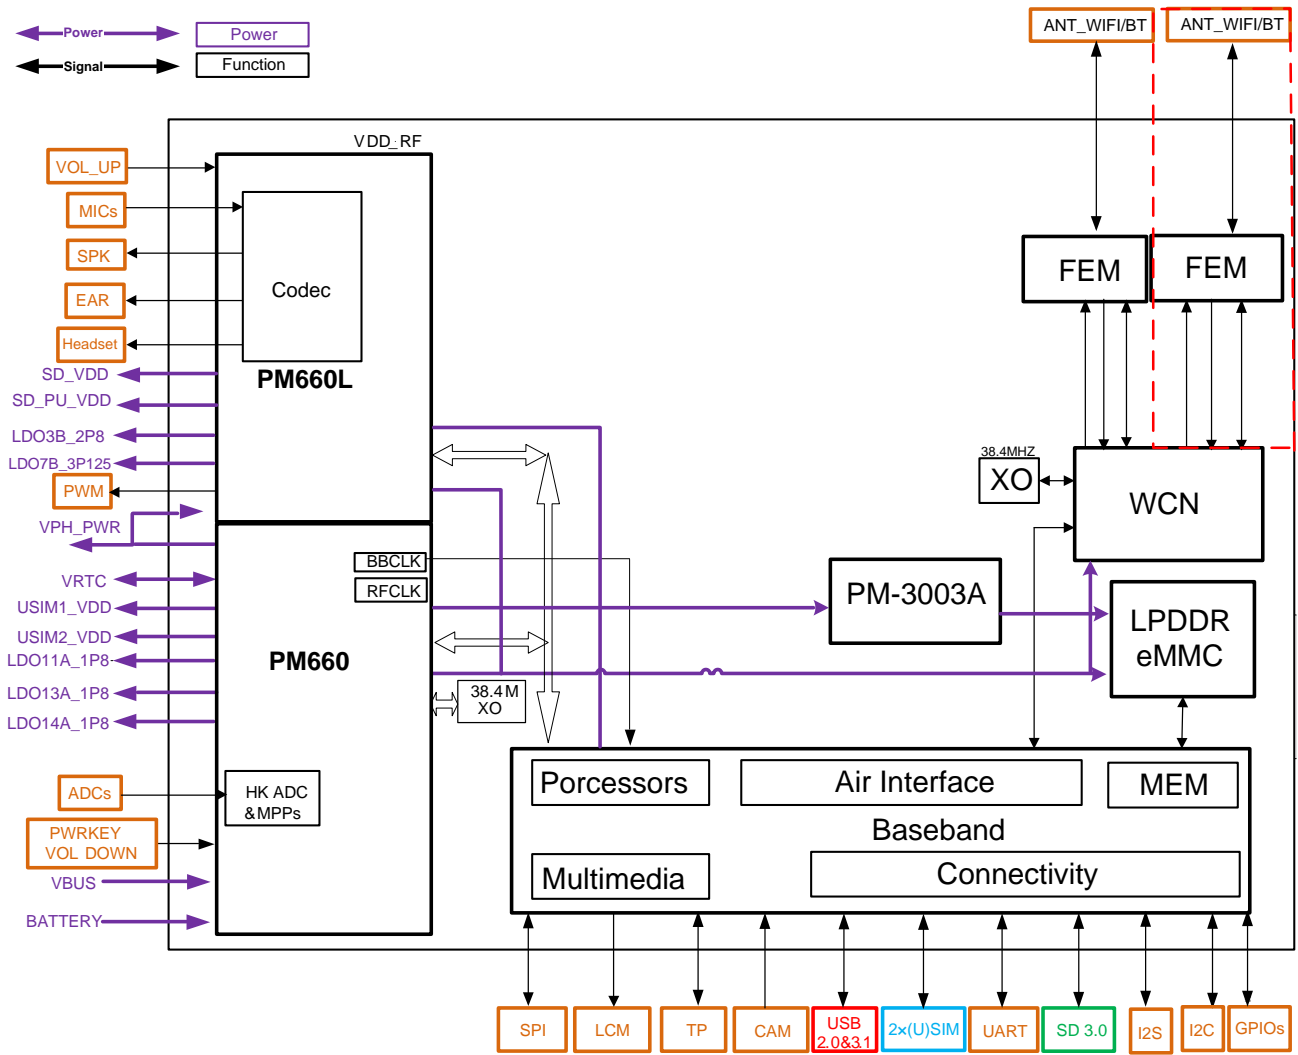 Power
Power
Signal
Function
ANT_WIFI/BT
ANT_WIFI/BT
VDD_RF
VOL_UP
MICs
SPK
EAR
Headset
Codec
PM660L
SD_VDD
SD_PU_VDD
LDO3B_2P8
LDO7B_3P125
PWM
VPH_PWR
VRTC
USIM1_VDD
USIM2_VDD
LDO11A_1P8
LDO13A_1P8
LDO14A_1P8
ADCs
PWRKEY
VOL DOWN
VBUS
BATTERY
BBCLK
RFCLK
PM660
38.4M
XO
HK ADC
&MPPs
FEM
FEM
38.4MHZ
XO
WCN
PM-3003A
LPDDR
eMMC
Porcessors
Air Interface
MEM
Baseband
Multimedia
Connectivity
SPI
LCM
TP
CAM
USB
2.0&3.1
2×(U)SIM
UART
SD 3.0
I2S
I2C
GPIOs